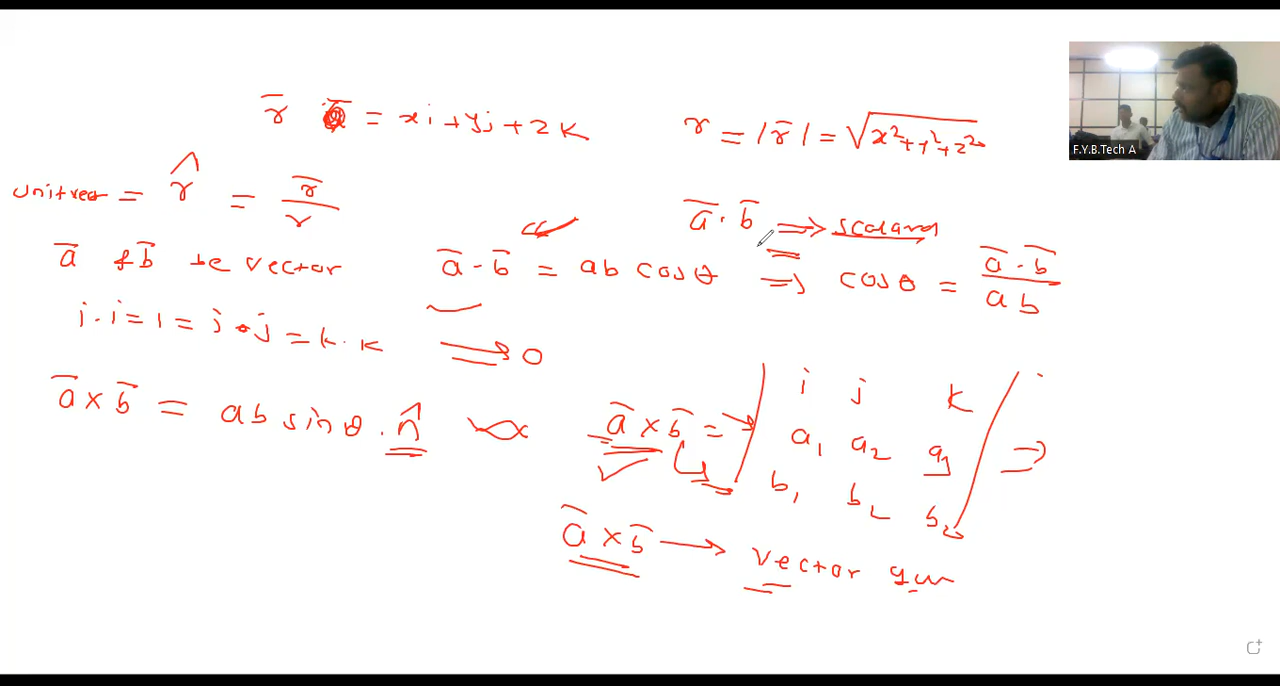 r̄ = xi + yj + zk
r = |r̄| = √x² + y² + z²
unit vec = r̂ = r̄ / r
ā · b̄ ⇒ scalar
ā & b̄ be vector
ā · b̄ = ab cosθ ⇒ cosθ = ā · b̄ / ab
i · i = 1 = j · j = k · k ⇒ 0
ā × b̄ = ab sinθ . n̂
ā × b̄ = | i j k
a₁ a₂ a₃
b₁ b₂ b₃ | ⇒
ā × b̄ → vector
F.Y.B.Tech A